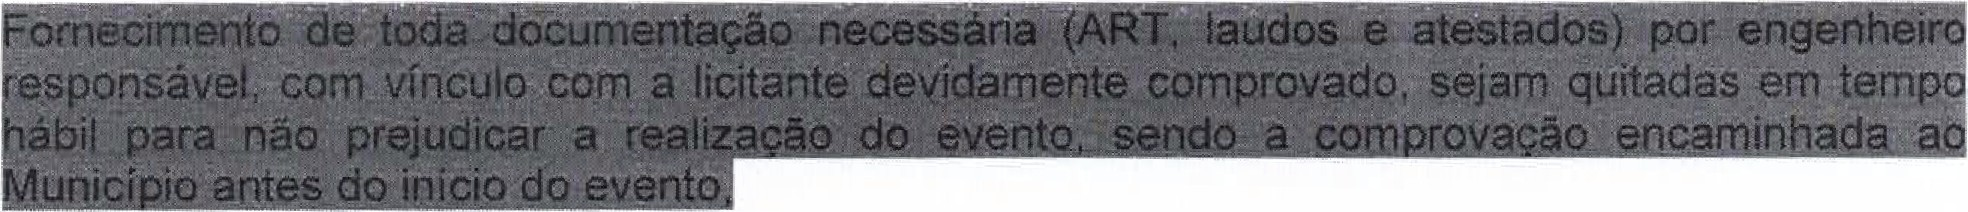 Fornecimento de toda documentação necessária (ART, laudos e atestados) por engenheiro
responsável, com vínculo com a licitante devidamente comprovado, sejam quitadas em tempo
hábil para não prejudicar a realização do evento, sendo a comprovação encaminhada ao
Município antes do início do evento,